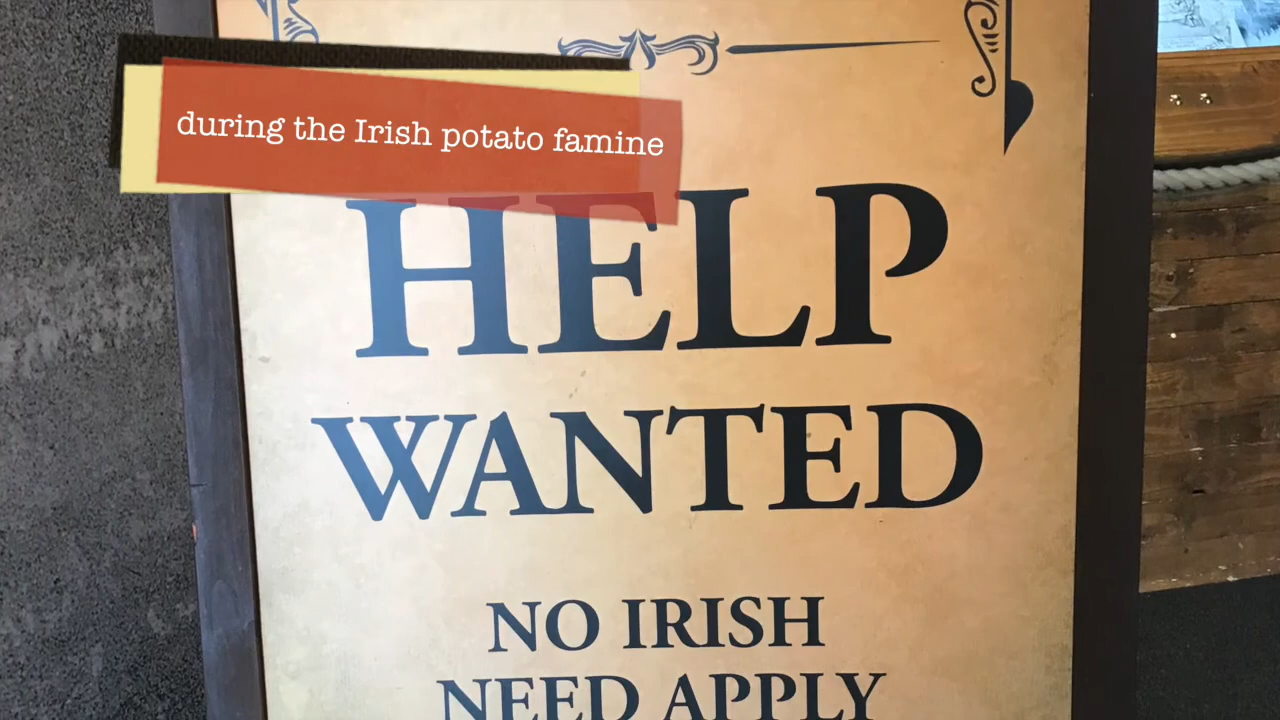 during the Irish potato famine
HELP
WANTED
NO IRISH
NEED APPLY